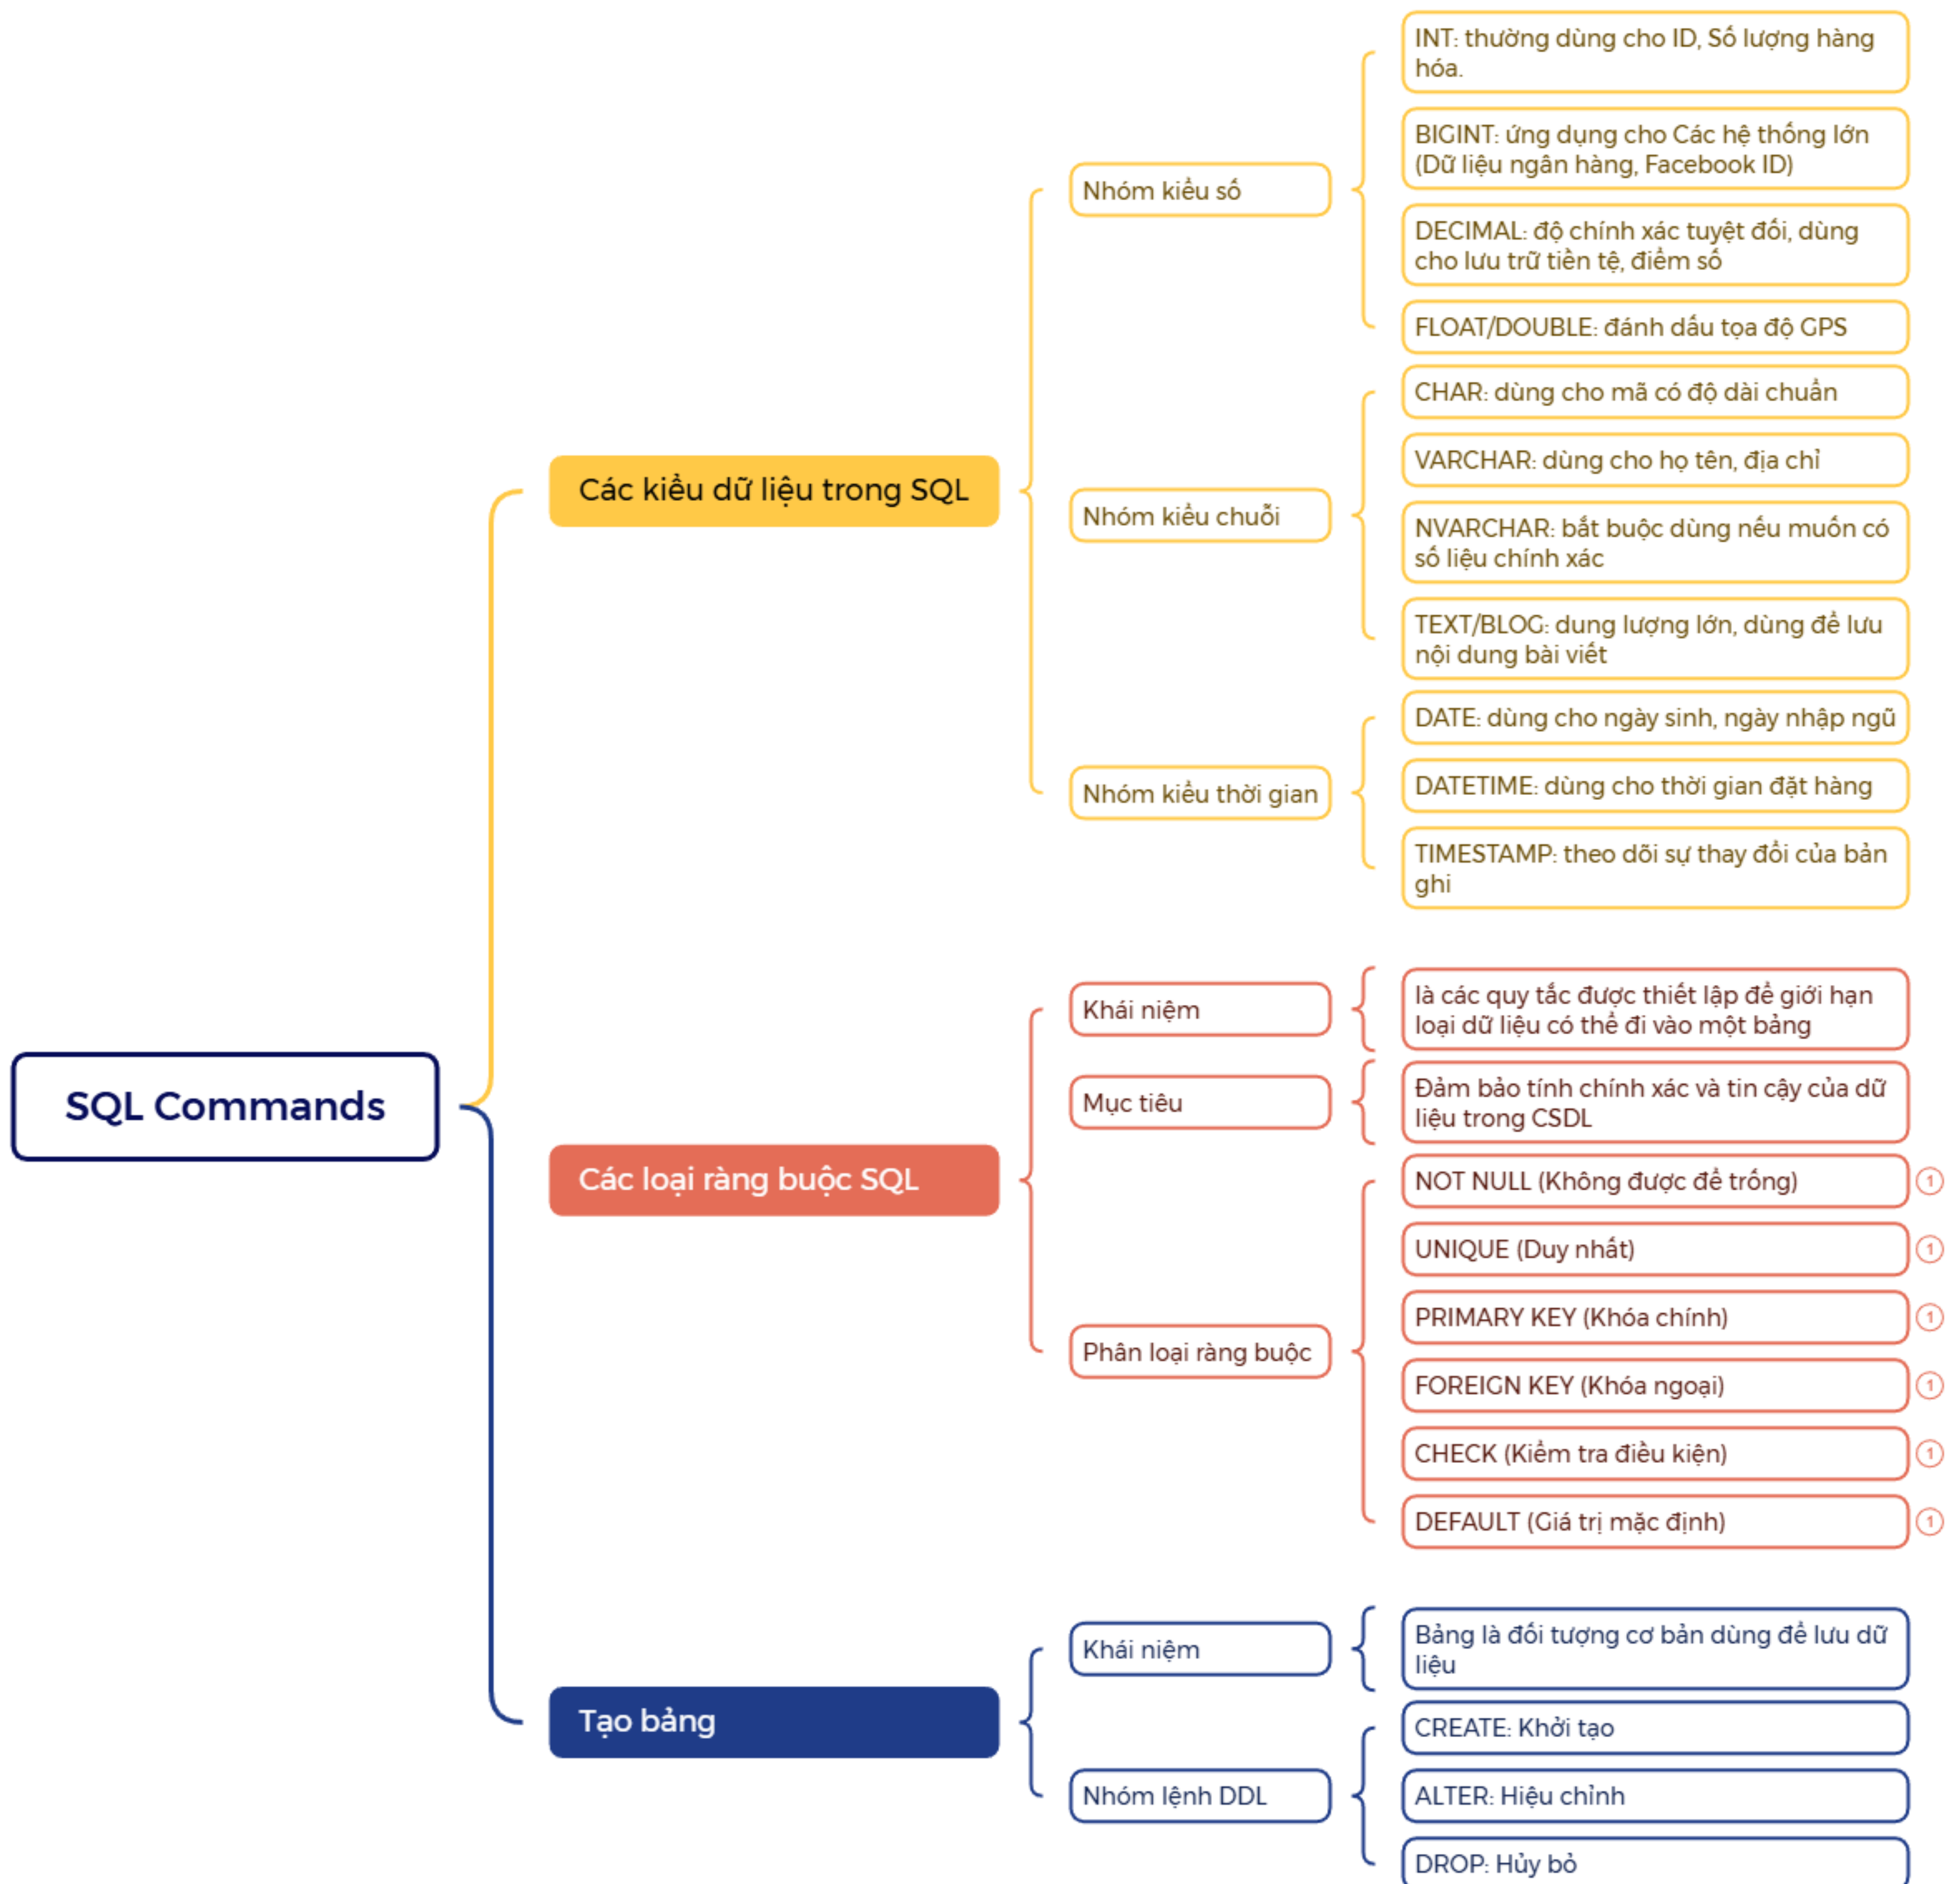 SQL Commands
Các kiểu dữ liệu trong SQL
Nhóm kiểu số
INT: thường dùng cho ID, Số lượng hàng
hóa.
BIGINT: ứng dụng cho Các hệ thống lớn
(Dữ liệu ngân hàng, Facebook ID)
DECIMAL: độ chính xác tuyệt đối, dùng
cho lưu trữ tiền tệ, điểm số
FLOAT/DOUBLE: đánh dấu tọa độ GPS
Nhóm kiểu chuỗi
CHAR: dùng cho mã có độ dài chuẩn
VARCHAR: dùng cho họ tên, địa chỉ
NVARCHAR: bắt buộc dùng nếu muốn có
số liệu chính xác
TEXT/BLOG: dung lượng lớn, dùng để lưu
nội dung bài viết
Nhóm kiểu thời gian
DATE: dùng cho ngày sinh, ngày nhập ngũ
DATETIME: dùng cho thời gian đặt hàng
TIMESTAMP: theo dõi sự thay đổi của bản
ghi
Các loại ràng buộc SQL
Khái niệm
là các quy tắc được thiết lập để giới hạn
loại dữ liệu có thể đi vào một bảng
Mục tiêu
Đảm bảo tính chính xác và tin cậy của dữ
liệu trong CSDL
Phân loại ràng buộc
NOT NULL (Không được để trống)
1
UNIQUE (Duy nhất)
1
PRIMARY KEY (Khóa chính)
1
FOREIGN KEY (Khóa ngoại)
1
CHECK (Kiểm tra điều kiện)
1
DEFAULT (Giá trị mặc định)
1
Tạo bảng
Khái niệm
Bảng là đối tượng cơ bản dùng để lưu dữ
liệu
Nhóm lệnh DDL
CREATE: Khởi tạo
ALTER: Hiệu chỉnh
DROP: Hủy bỏ